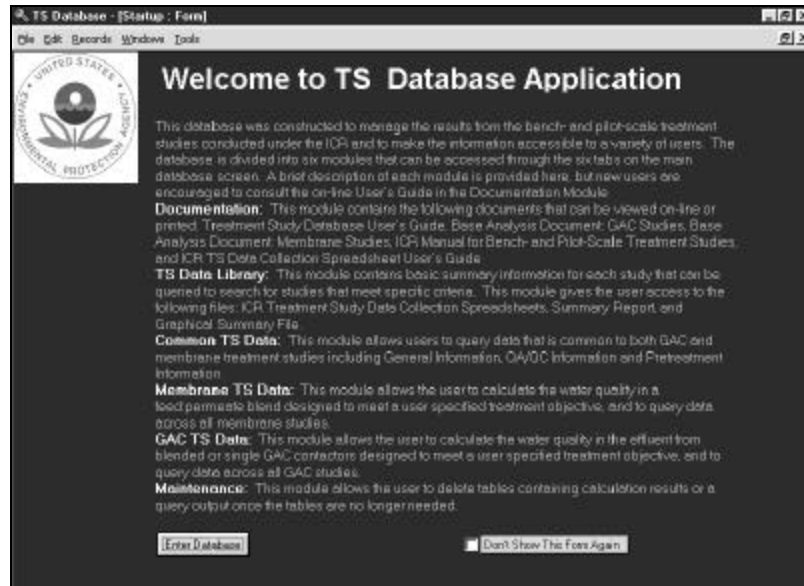 TS Database - [Startup : Form]
File Edit Records Windows Tools
UNITED STATES
ENVIRONMENTAL PROTECTION AGENCY
Welcome to TS Database Application
This database was constructed to manage the results from the bench- and pilot-scale treatment
studies conducted under the ICR and to make the information accessible to a variety of users. The
database is divided into six modules that can be accessed through the six tabs on the main
database screen. A brief description of each module is provided here, but new users are
encouraged to consult the on-line User's Guide in the Documentation Module
Documentation: This module contains the following documents that can be viewed on-line or
printed, Treatment Study Database User's Guide, Base Analysis Document: GAC Studies, Base
Analysis Document: Membrane Studies, ICR Manual for Bench- and Pilot-Scale Treatment Studies,
and ICR TS Data Collection Spreadsheet User's Guide
TS Data Library: This module contains basic summary information for each study that can be
queried to search for studies that meet specific criteria. This module gives the user access to the
following files: ICR Treatment Study Data Collection Spreadsheets, Summary Report, and
Graphical Summary File.
Common TS Data: This module allows users to query data that is common to both GAC and
membrane treatment studies including General Information, QA/QC Information and Pretreatment
Information
Membrane TS Data: This module allows the user to calculate the water quality in a
feed permeate blend designed to meet a user specified treatment objective, and to query data
across all membrane studies.
GAC TS Data: This module allows the user to calculate the water quality in the effluent from
blended or single GAC contactors designed to meet a user specified treatment objective, and to
query data across all GAC studies.
Maintenance: This module allows the user to delete tables containing calculation results or a
query output once the tables are no longer needed.
Enter Database
Don't Show This Form Again